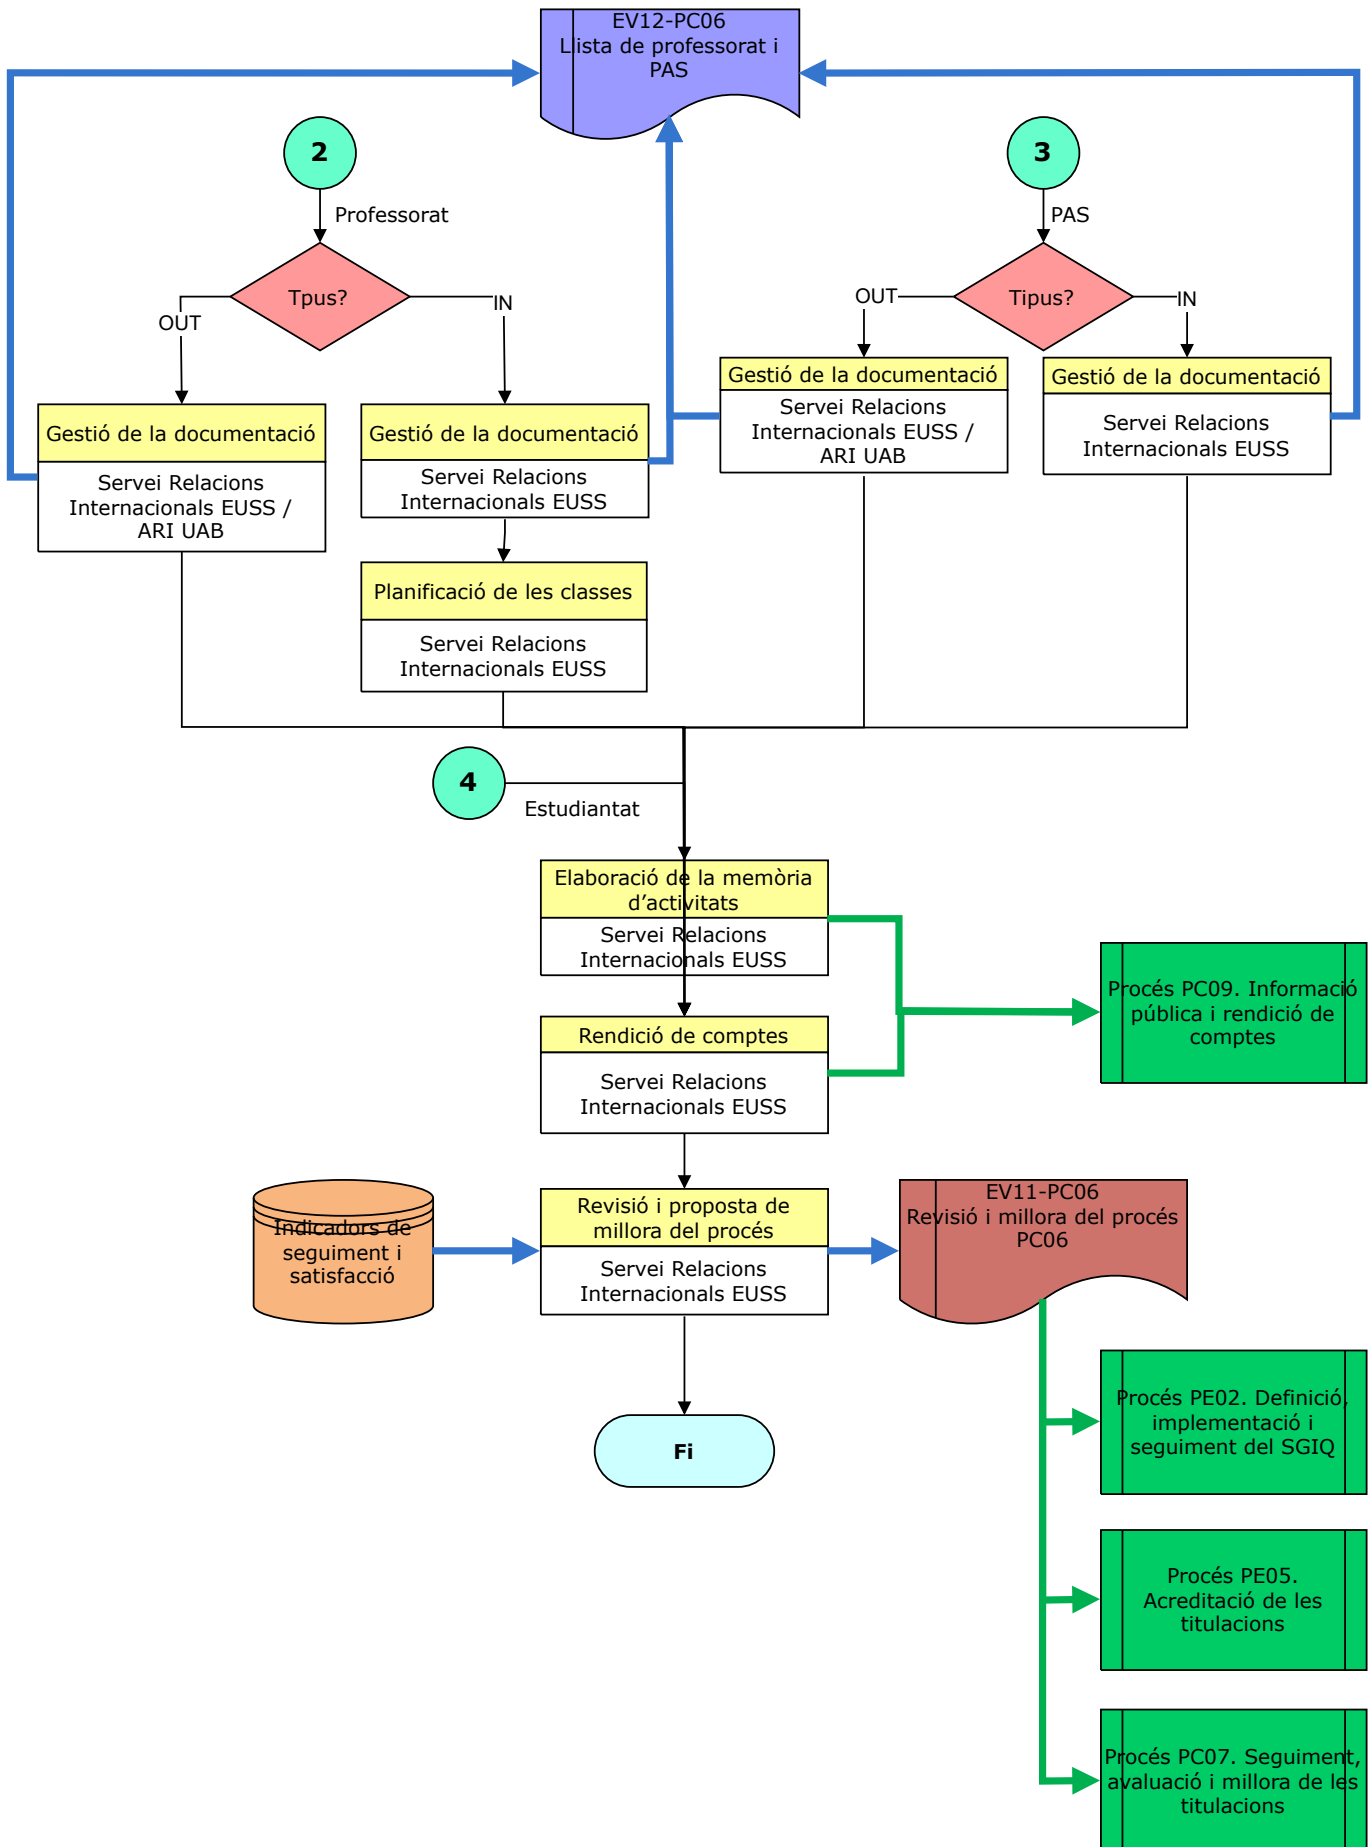 EV12-PC06
Llista de professorat i
PAS
2
3
Professorat
PAS
Tpus?
OUT
IN
Tipus?
OUT
IN
Gestió de la documentació
Servei Relacions
Internacionals EUSS /
ARI UAB
Gestió de la documentació
Servei Relacions
Internacionals EUSS
Gestió de la documentació
Servei Relacions
Internacionals EUSS /
ARI UAB
Gestió de la documentació
Servei Relacions
Internacionals EUSS
Planificació de les classes
Servei Relacions
Internacionals EUSS
4
Estudiantat
Elaboració de la memòria
d’activitats
Servei Relacions
Internacionals EUSS
Procés PC09. Informació
pública i rendició de
comptes
Rendició de comptes
Servei Relacions
Internacionals EUSS
Indicadors de
seguiment i
satisfacció
Revisió i proposta de
millora del procés
Servei Relacions
Internacionals EUSS
EV11-PC06
Revisió i millora del procés
PC06
Procés PE02. Definició,
implementació i
seguiment del SGIQ
Fi
Procés PE05.
Acreditació de les
titulacions
Procés PC07. Seguiment,
avaluació i millora de les
titulacions